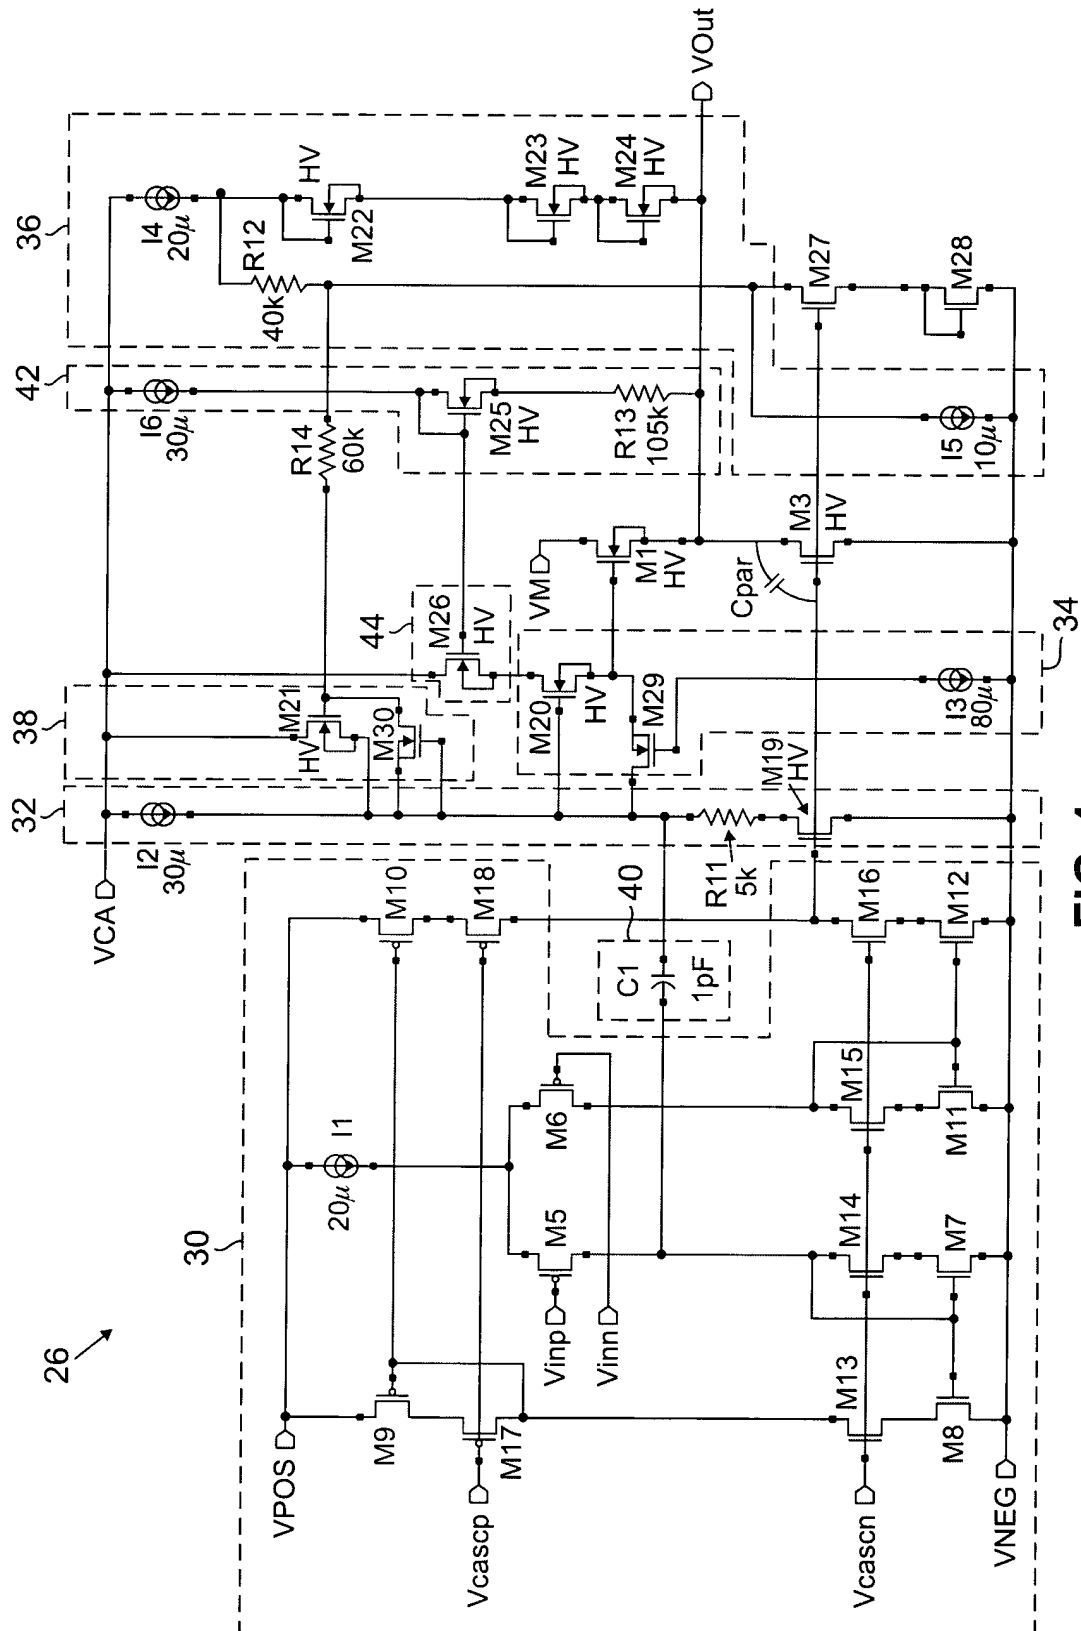 36
42
44
38
32
VCA
I4
20μ
R12
40k
HV
M22
M23
HV
M24
HV
VOut
I6
30μ
R14
60k
M25
HV
R13
105k
M27
M28
I5
10μ
M26
HV
VM
M1
HV
Cpar
M3
HV
34
M21
HV
M30
M20
HV
M29
I3
80μ
M19
HV
I2
30μ
R11
5k
40
C1
1pF
M10
M18
M16
M12
30
I1
20μ
M6
M5
M15
M11
M14
M7
26
Vinp
Vinn
VPOS
M9
M17
Vcascp
M13
M8
Vcascn
VNEG